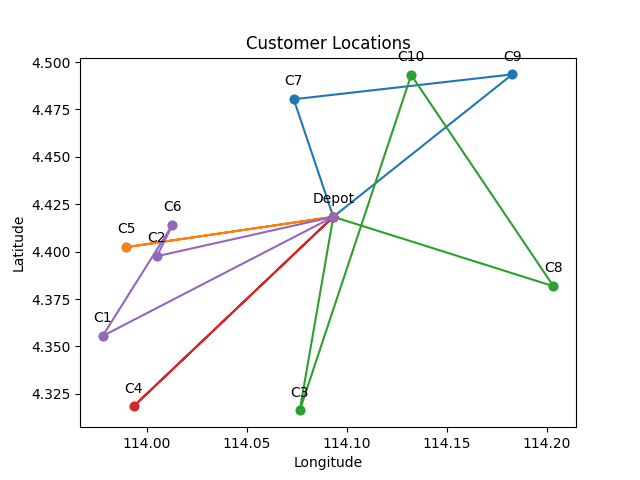 Customer Locations
C10
C9
C7
Depot
C6
C5
C2
C8
C1
C4
C3
4.500
4.475
4.450
4.425
4.400
4.375
4.350
4.325
Latitude
114.00
114.05
114.10
114.15
114.20
Longitude